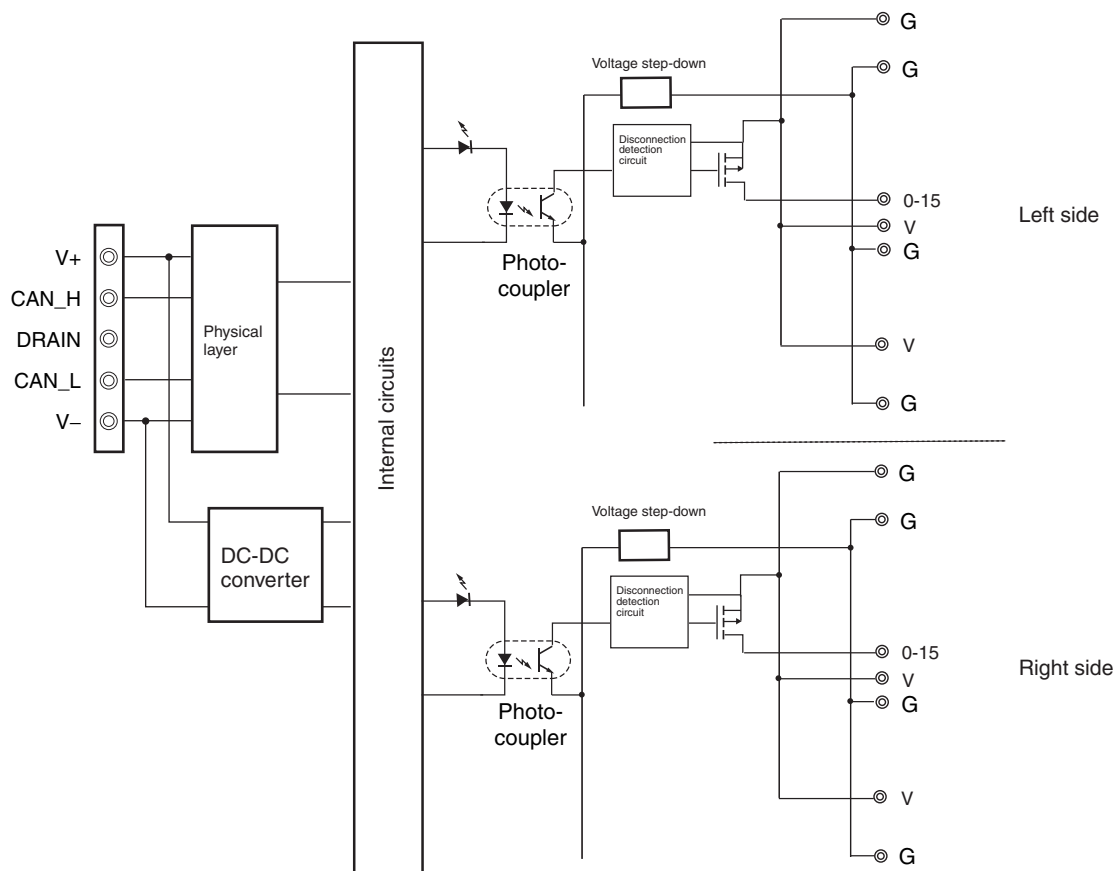 G
Voltage step-down
G
Disconnection
detection
circuit
0-15
Left side
V
G
Photo-
coupler
V
G
V+
CAN_H
DRAIN
CAN_L
V–
Physical
layer
Internal circuits
DC-DC
converter
G
Voltage step-down
G
Disconnection
detection
circuit
0-15
Right side
V
G
Photo-
coupler
V
G